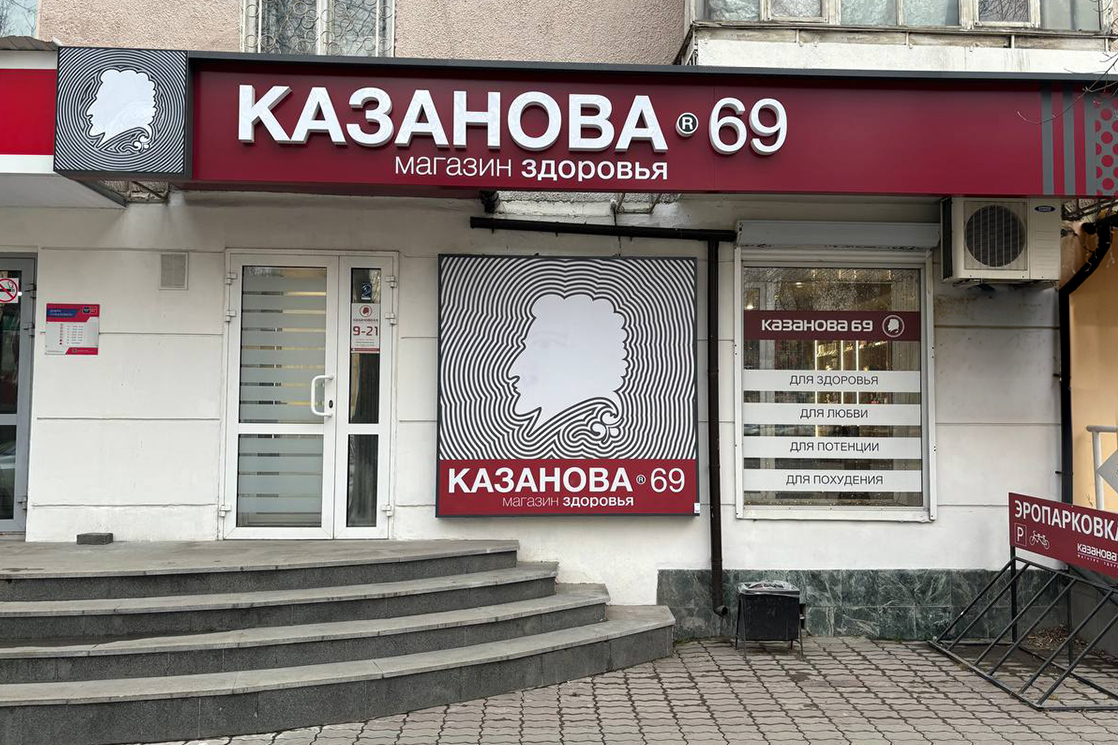 КАЗАНОВА® 69
магазин здоровья
9-21
КАЗАНОВА® 69
магазин здоровья
казанова 69
ДЛЯ ЗДОРОВЬЯ
ДЛЯ ЛЮБВИ
ДЛЯ ПОТЕНЦИИ
ДЛЯ ПОХУДЕНИЯ
ЭРОПАРКОВКА
P
казанова